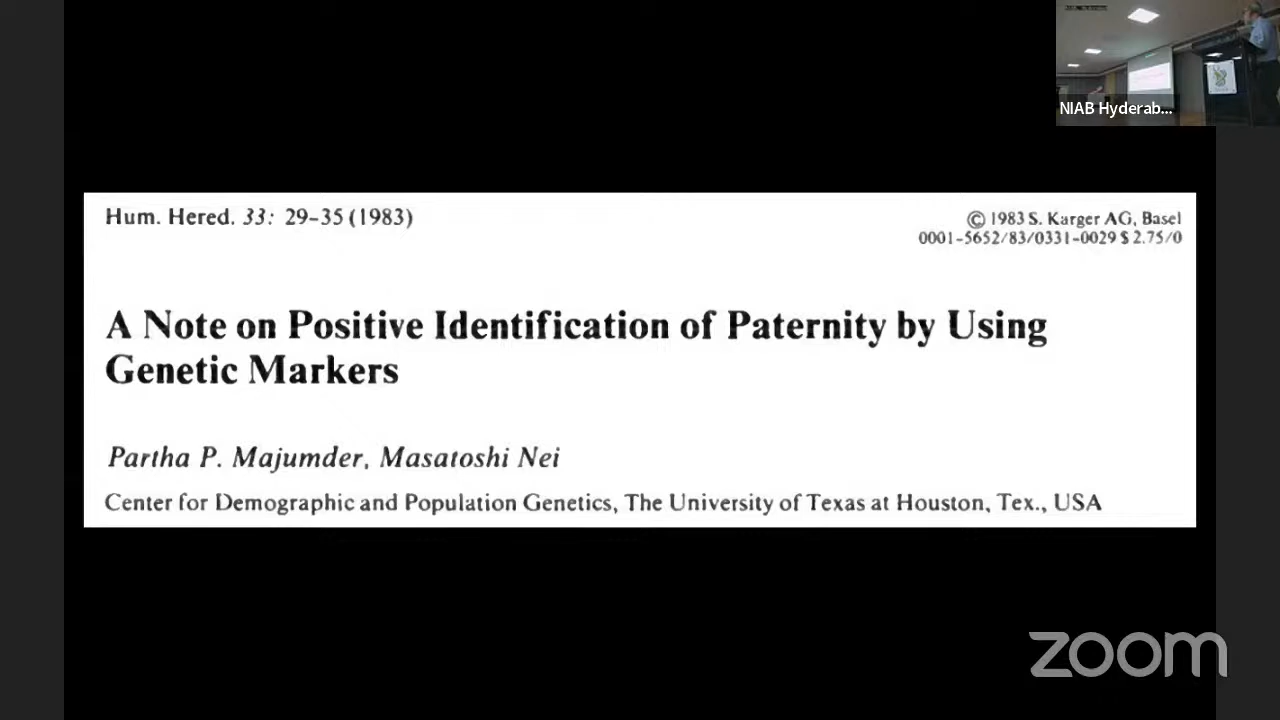 NIAB Hyderab...
Hum. Hered. 33: 29–35 (1983)
© 1983 S. Karger AG, Basel
0001–5652/83/0331–0029 $ 2.75/0
A Note on Positive Identification of Paternity by Using
Genetic Markers
Partha P. Majumder, Masatoshi Nei
Center for Demographic and Population Genetics, The University of Texas at Houston, Tex., USA
zoom